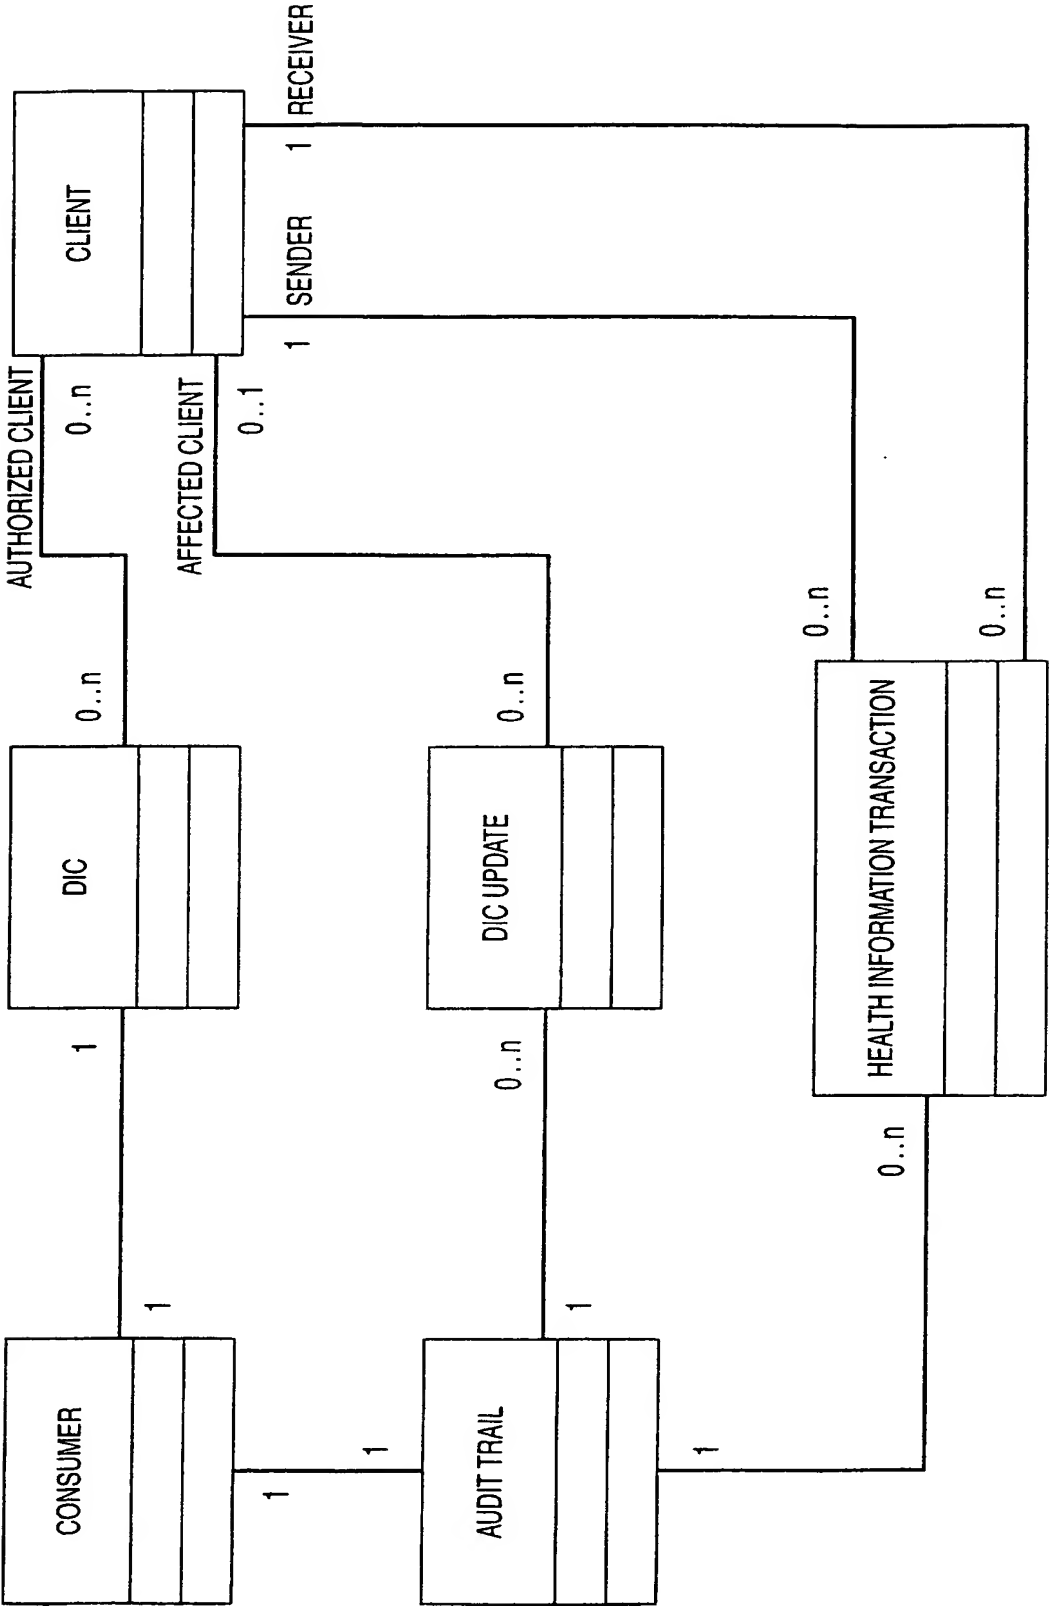 AUTHORIZED CLIENT
CONSUMER
1
DIC
0..n
0..n
CLIENT
1
AFFECTED CLIENT
0..1
1
1
SENDER
1
RECEIVER
1
AUDIT TRAIL
0..n
DIC UPDATE
0..n
1
1
0..n
0..n
HEALTH INFORMATION TRANSACTION
0..n